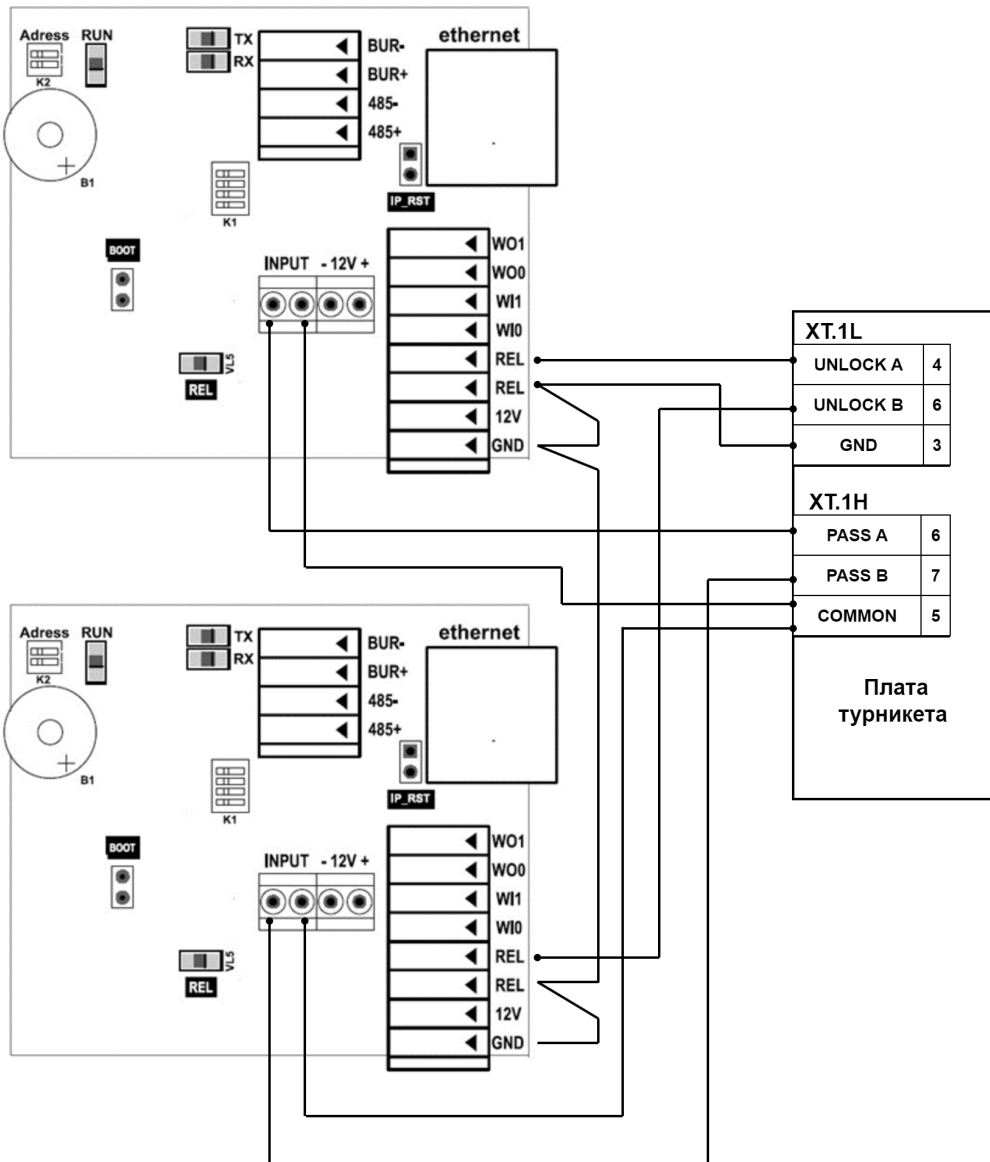 Adress RUN
K2
B1
TX
RX
BUR-
BUR+
485-
485+
ethernet
K1
IP_RST
BOOT
INPUT - 12V +
WO1
WO0
WI1
WI0
REL
REL
12V
GND
VL5
REL
XT.1L
UNLOCK A 4
UNLOCK B 6
GND 3
XT.1H
PASS A 6
PASS B 7
COMMON 5
Плата
турникета
Adress RUN
K2
B1
TX
RX
BUR-
BUR+
485-
485+
ethernet
K1
IP_RST
BOOT
INPUT - 12V +
WO1
WO0
WI1
WI0
REL
REL
12V
GND
VL5
REL